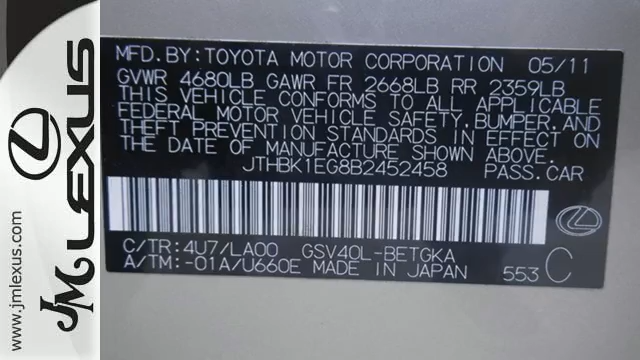 www.jmlexus.com
JM LEXUS
MFD.BY:TOYOTA MOTOR CORPORATION 05/11
GVWR 4680LB GAWR FR 2668LB RR 2359LB
THIS VEHICLE CONFORMS TO ALL APPLICABLE
FEDERAL MOTOR VEHICLE SAFETY,BUMPER,AND
THEFT PREVENTION STANDARDS IN EFFECT ON
THE DATE OF MANUFACTURE SHOWN ABOVE.
JTHBK1EG8B2452458 PASS.CAR
C/TR:4U7/LA00 GSV40L-BETGKA
A/TM:-01A/U660E MADE IN JAPAN 553 C